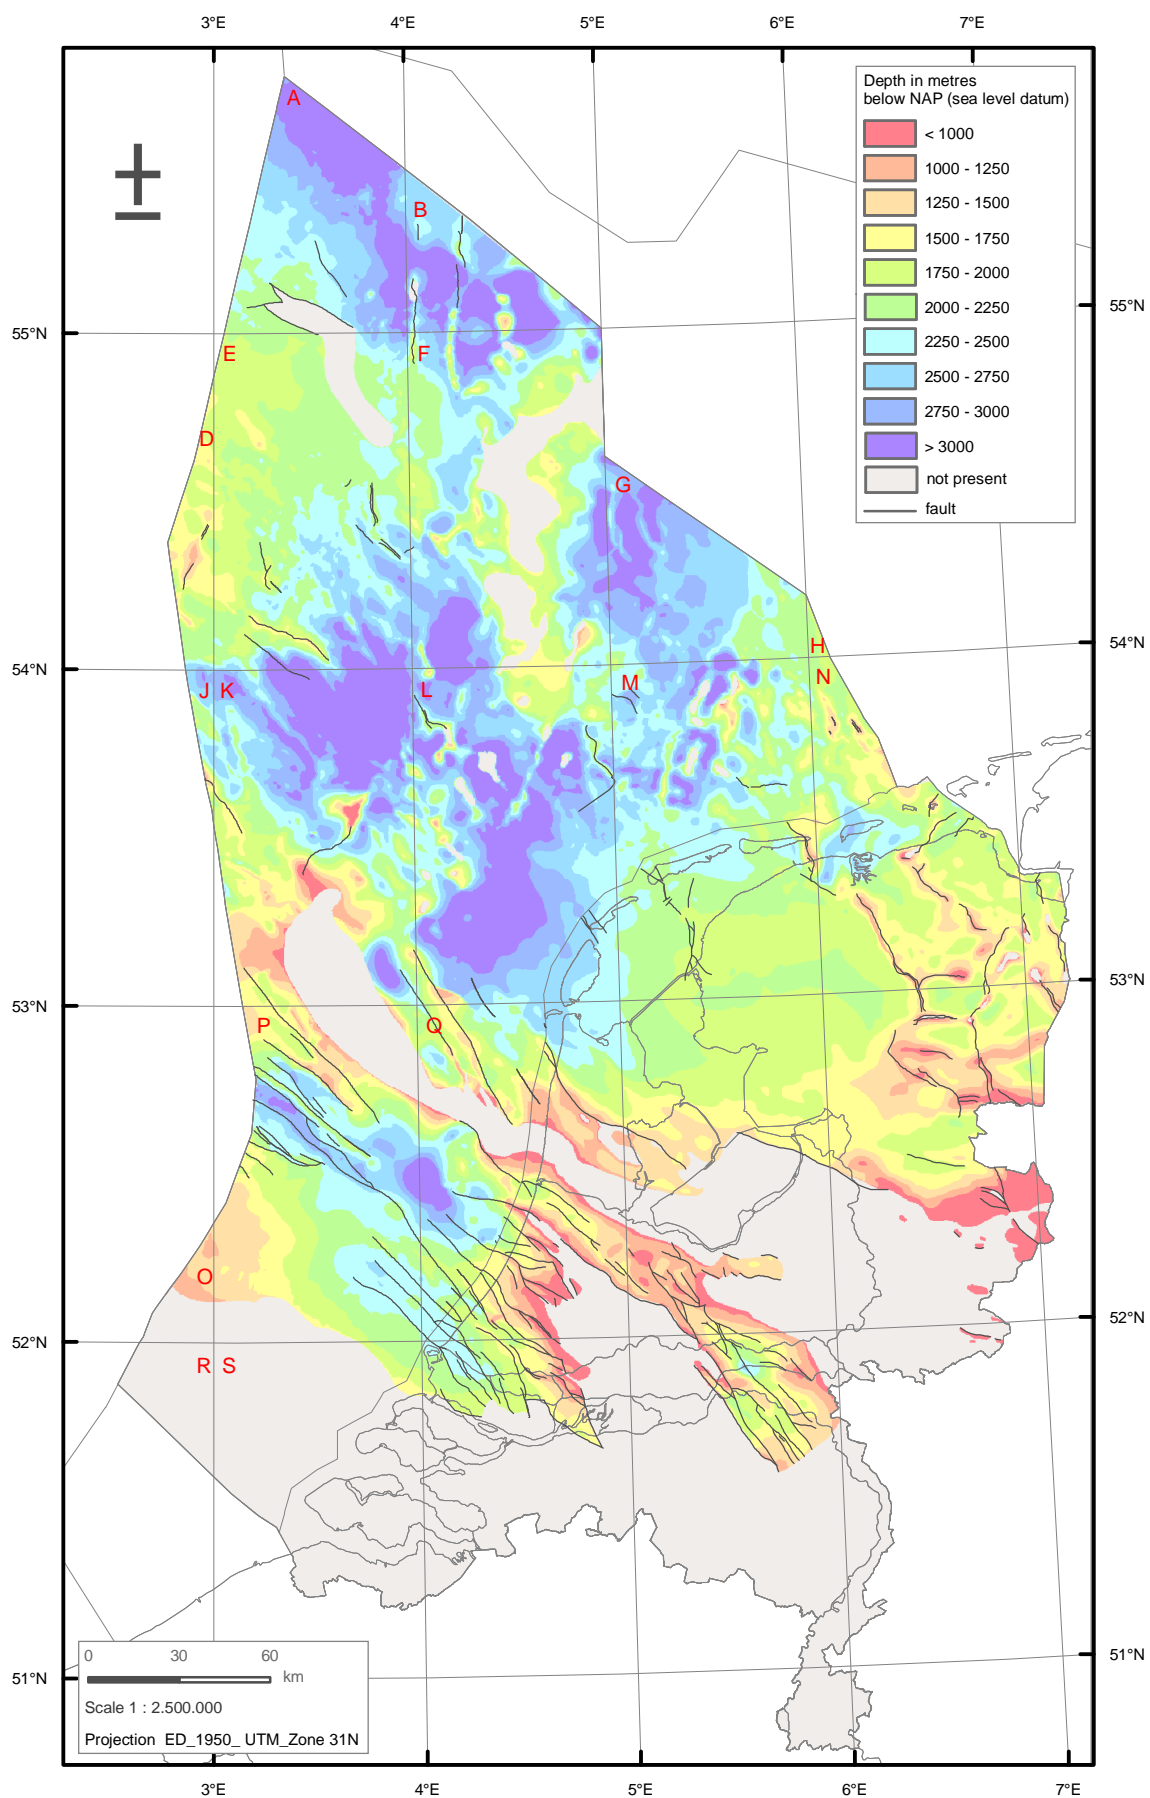 3°E 4°E 5°E 6°E 7°E
Depth in metres
below NAP (sea level datum)
< 1000
1000 - 1250
1250 - 1500
1500 - 1750
1750 - 2000
2000 - 2250
2250 - 2500
2500 - 2750
2750 - 3000
> 3000
not present
fault
A
B
55°N 55°N
E F
D
G
54°N 54°N
H
J K L M N
53°N 53°N
P Q
O
52°N 52°N
R S
0 30 60
km
Scale 1 : 2.500.000
Projection ED_1950_ UTM_Zone 31N
51°N 51°N
3°E 4°E 5°E 6°E 7°E